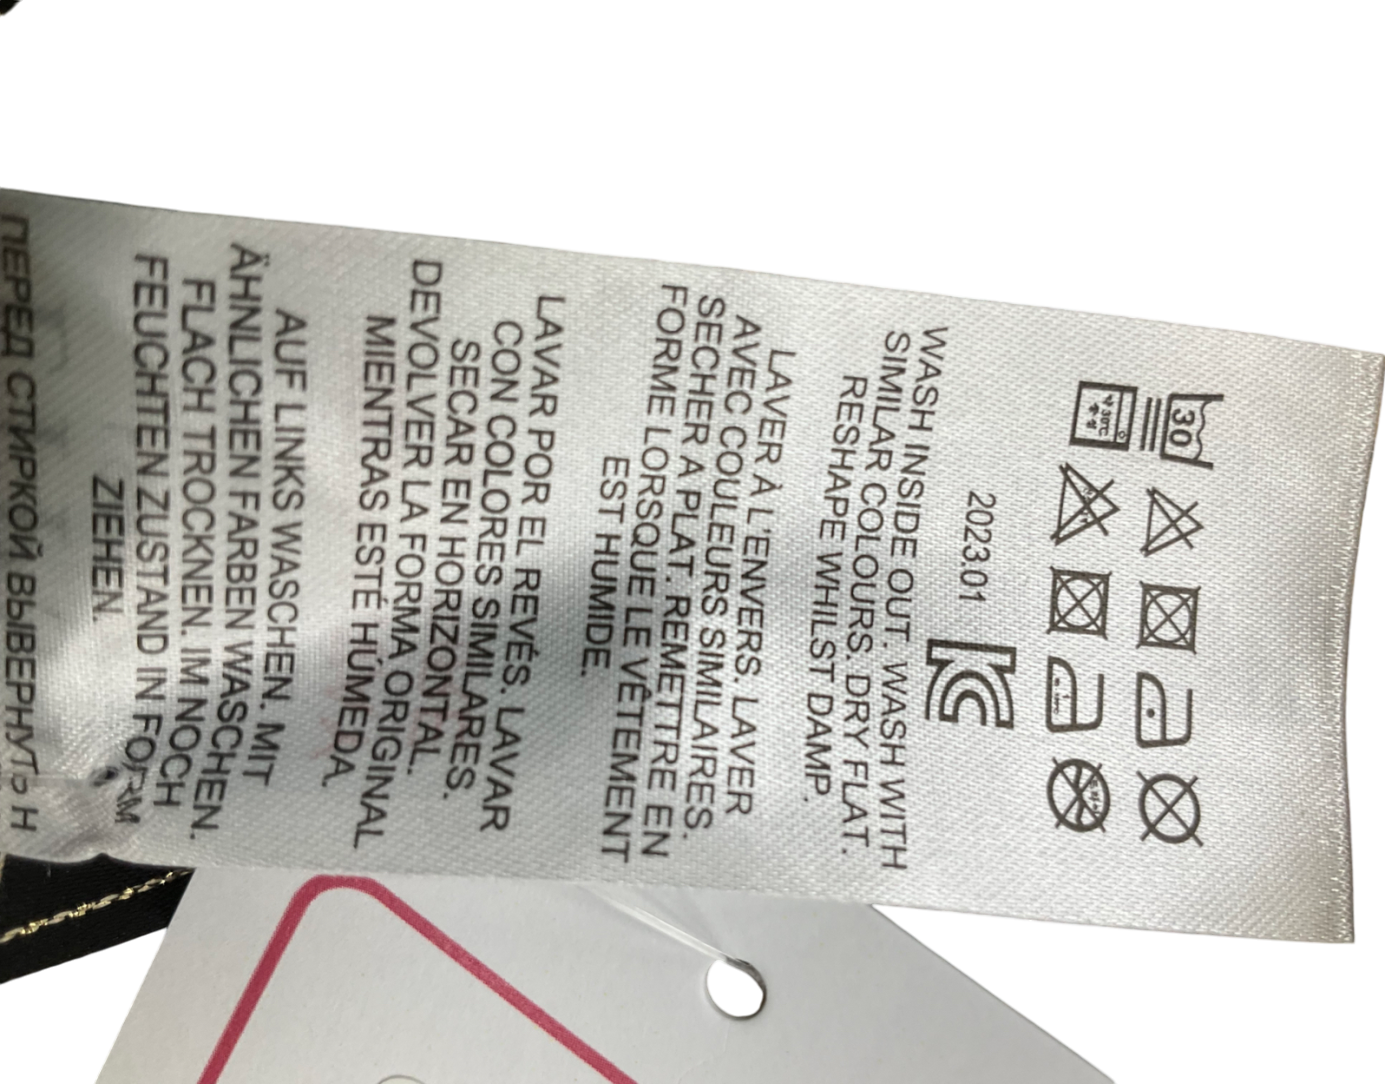 30
30℃
2023.01
WASH INSIDE OUT. WASH WITH
SIMILAR COLOURS. DRY FLAT.
RESHAPE WHILST DAMP.
LAVER À L'ENVERS. LAVER
AVEC COULEURS SIMILAIRES.
SECHER A PLAT. REMETTRE EN
FORME LORSQUE LE VÊTEMENT
EST HUMIDE.
LAVAR POR EL REVÉS. LAVAR
CON COLORES SIMILARES.
SECAR EN HORIZONTAL.
DEVOLVER LA FORMA ORIGINAL
MIENTRAS ESTÉ HÚMEDA.
AUF LINKS WASCHEN. MIT
ÄHNLICHEN FARBEN WASCHEN.
FLACH TROCKNEN. IM NOCH
FEUCHTEN ZUSTAND IN FORM
ZIEHEN.
ПЕРЕД СТИРКОЙ ВЫВЕРНУТЬ Н